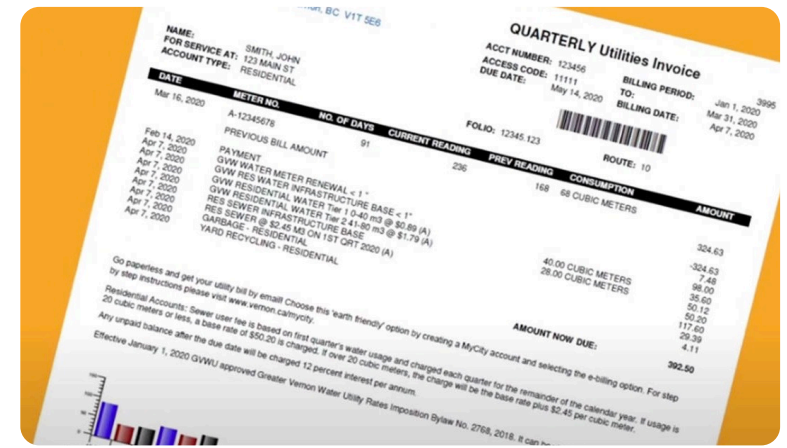 BC V1T 5E6
QUARTERLY Utilities Invoice
NAME: SMITH, JOHN
FOR SERVICE AT: 123 MAIN ST
ACCOUNT TYPE: RESIDENTIAL
ACCT NUMBER: 123456
ACCESS CODE: 11111
DUE DATE: May 14, 2020
3995
BILLING PERIOD: Jan 1, 2020
TO: Mar 31, 2020
BILLING DATE: Apr 7, 2020
FOLIO: 12345.123
ROUTE: 10
DATE METER NO. NO. OF DAYS CURRENT READING PREV READING CONSUMPTION AMOUNT
Mar 16, 2020 A-12345678 91 236 168 68 CUBIC METERS
PREVIOUS BILL AMOUNT 324.63
Feb 14, 2020 PAYMENT -324.63
Apr 7, 2020 GVW WATER METER RENEWAL < 1 " 7.48
Apr 7, 2020 GVW RES WATER INFRASTRUCTURE BASE < 1" 98.00
Apr 7, 2020 GVW RESIDENTIAL WATER Tier 1 0-40 m3 @ $0.89 (A) 40.00 CUBIC METERS 35.60
Apr 7, 2020 GVW RESIDENTIAL WATER Tier 2 41-80 m3 @ $1.79 (A) 28.00 CUBIC METERS 50.12
Apr 7, 2020 RES SEWER INFRASTRUCTURE BASE 50.20
Apr 7, 2020 RES SEWER @ $2.45 M3 ON 1ST QRT 2020 (A) 117.60
Apr 7, 2020 GARBAGE - RESIDENTIAL 29.39
Apr 7, 2020 YARD RECYCLING - RESIDENTIAL 4.11
AMOUNT NOW DUE: 392.50
Go paperless and get your utility bill by email! Choose this 'earth friendly' option by creating a MyCity account and selecting the e-billing option. For step
by step instructions please visit www.vernon.ca/mycity.
Residential Accounts: Sewer user fee is based on first quarter's water usage and charged each quarter for the remainder of the calendar year. If usage is
20 cubic meters or less, a base rate of $50.20 is charged. If over 20 cubic meters, the charge will be the base rate plus $2.45 per cubic meter.
Any unpaid balance after the due date will be charged 12 percent interest per annum.
Effective January 1, 2020 GVWU approved Greater Vernon Water Utility Rates Imposition Bylaw No. 2768, 2018. It can be